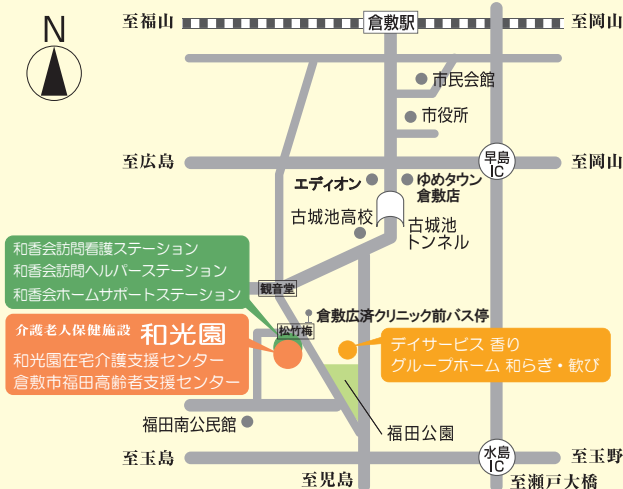 N
至福山
倉敷駅
至岡山
市民会館
市役所
至広島
早島
IC
至岡山
エディオン
ゆめタウン
倉敷店
古城池高校
古城池
トンネル
和香会訪問看護ステーション
和香会訪問ヘルパーステーション
和香会ホームサポートステーション
観音堂
倉敷広済クリニック前バス停
松竹梅
介護老人保健施設 和光園
和光園在宅介護支援センター
倉敷市福田高齢者支援センター
デイサービス 香り
グループホーム 和らぎ・歓び
福田南公民館
福田公園
至玉島
水島
IC
至玉野
至児島
至瀬戸大橋